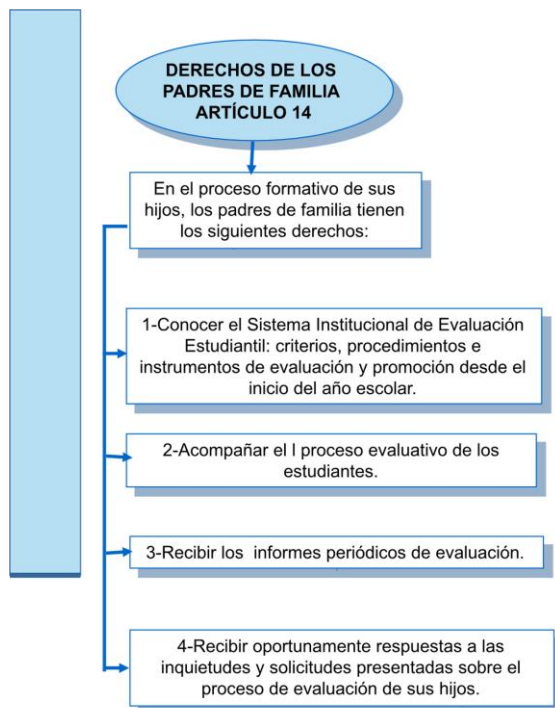 DERECHOS DE LOS
PADRES DE FAMILIA
ARTÍCULO 14
En el proceso formativo de sus
hijos, los padres de familia tienen
los siguientes derechos:
1-Conocer el Sistema Institucional de Evaluación
Estudiantil: criterios, procedimientos e
instrumentos de evaluación y promoción desde el
inicio del año escolar.
2-Acompañar el l proceso evaluativo de los
estudiantes.
3-Recibir los informes periódicos de evaluación.
4-Recibir oportunamente respuestas a las
inquietudes y solicitudes presentadas sobre el
proceso de evaluación de sus hijos.